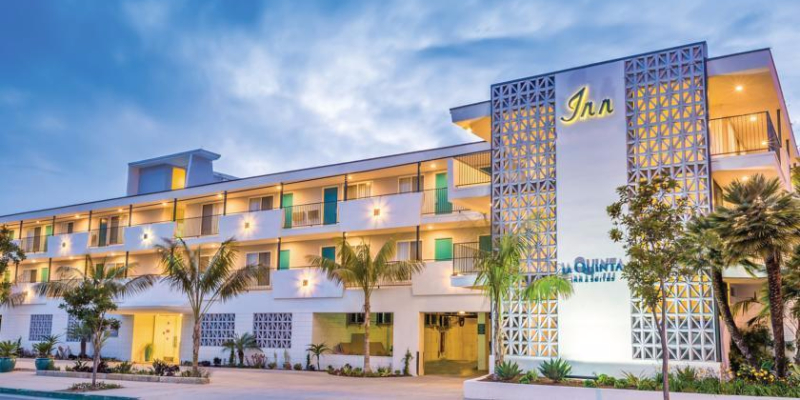 Inn
LA QUINTA
INN & SUITES